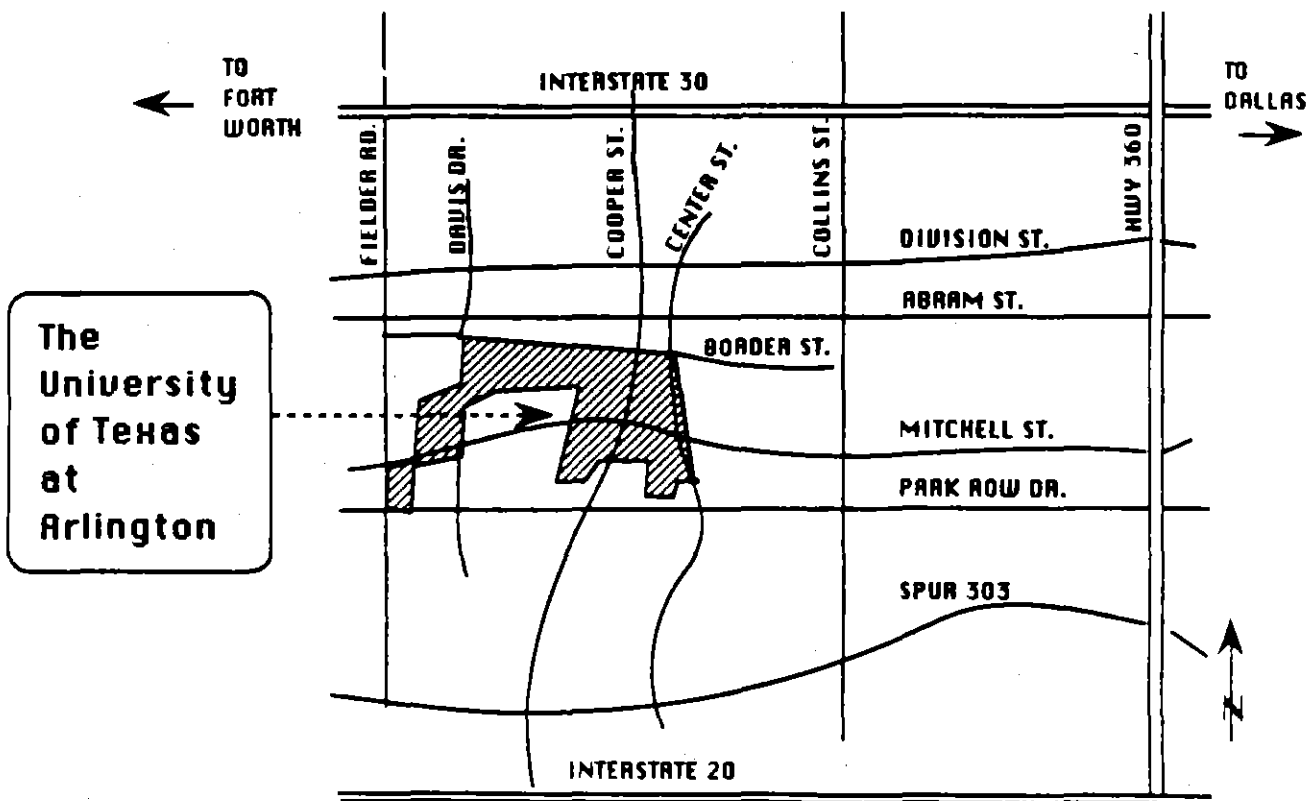 TO
FORT
WORTH
INTERSTATE 30
TO
DALLAS
FIELDER RD.
DAVIS DR.
COOPER ST.
CENTER ST.
COLLINS ST.
HWY 360
DIVISION ST.
ABRAM ST.
BORDER ST.
The
University
of Texas
at
Arlington
MITCHELL ST.
PARK ROW DR.
SPUR 303
N
INTERSTATE 20